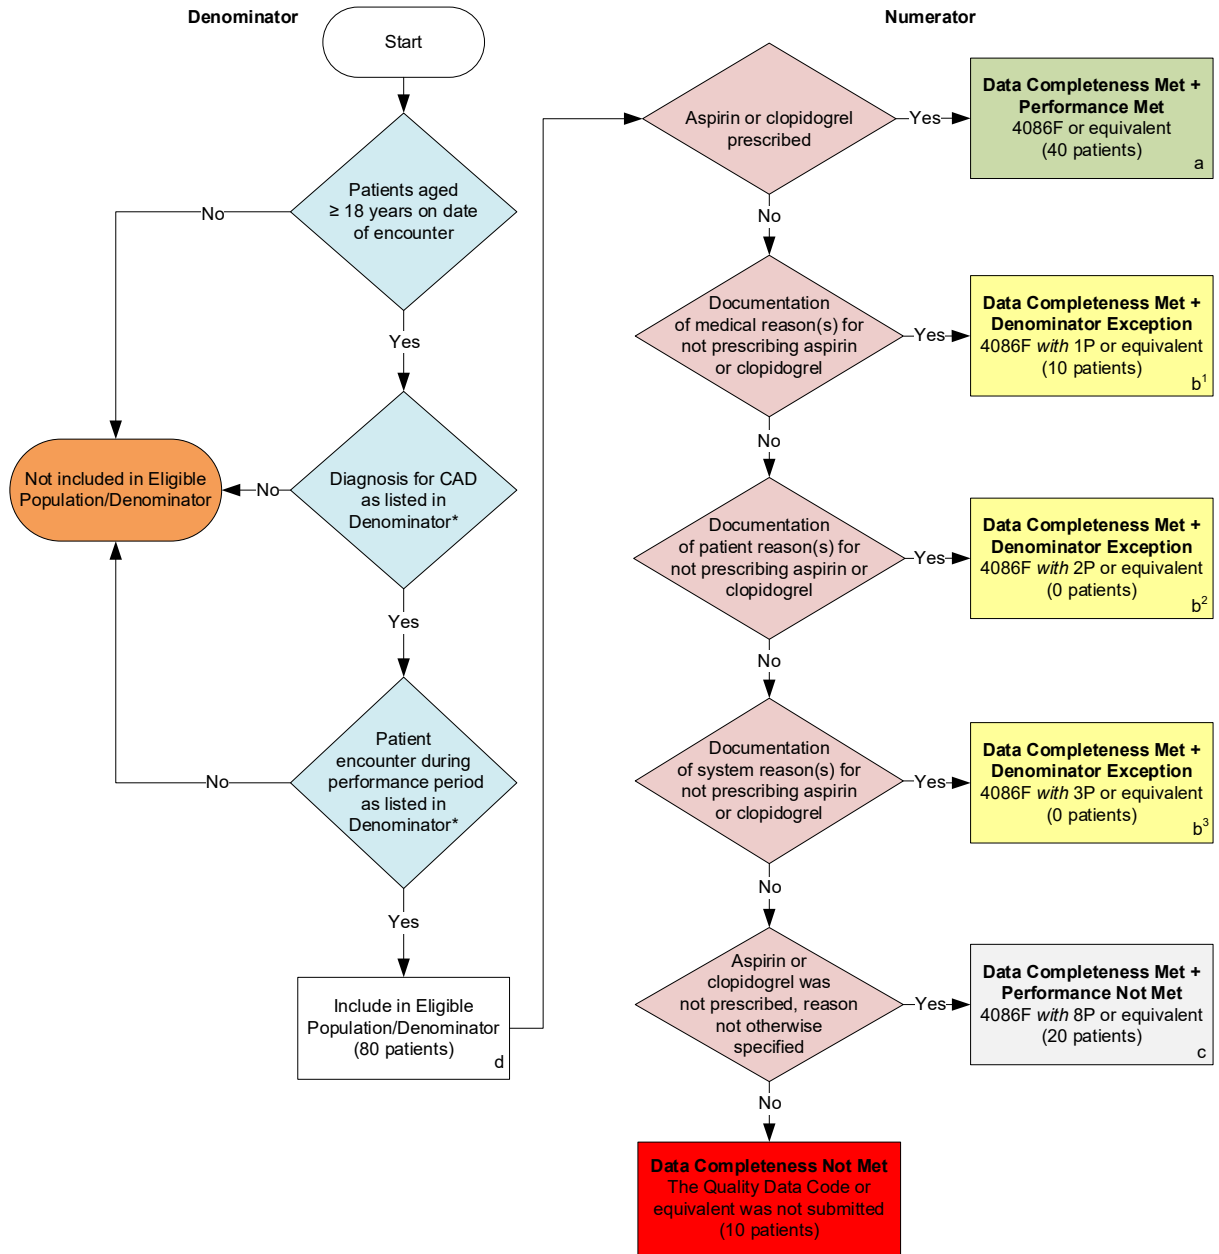 Denominator
Start
Patients aged
≥ 18 years on date
of encounter
No
Yes
Diagnosis for CAD
as listed in
Denominator*
No
Not included in Eligible
Population/Denominator
Yes
Patient
encounter during
performance period
as listed in
Denominator*
No
Yes
Include in Eligible
Population/Denominator
(80 patients)
d
Numerator
Aspirin or clopidogrel
prescribed
Yes
Data Completeness Met +
Performance Met
4086F or equivalent
(40 patients)
a
No
Documentation
of medical reason(s) for
not prescribing aspirin
or clopidogrel
Yes
Data Completeness Met +
Denominator Exception
4086F with 1P or equivalent
(10 patients)
b¹
No
Documentation
of patient reason(s) for
not prescribing aspirin or
clopidogrel
Yes
Data Completeness Met +
Denominator Exception
4086F with 2P or equivalent
(0 patients)
b²
No
Documentation
of system reason(s) for
not prescribing aspirin
or clopidogrel
Yes
Data Completeness Met +
Denominator Exception
4086F with 3P or equivalent
(0 patients)
b³
No
Aspirin or
clopidogrel was
not prescribed, reason
not otherwise
specified
Yes
Data Completeness Met +
Performance Not Met
4086F with 8P or equivalent
(20 patients)
c
No
Data Completeness Not Met
The Quality Data Code or
equivalent was not submitted
(10 patients)